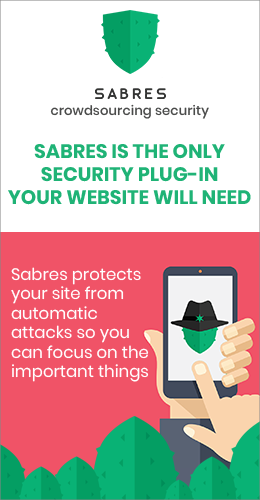 SABRES
crowdsourcing security
SABRES IS THE ONLY
SECURITY PLUG-IN
YOUR WEBSITE WILL NEED
Sabres protects
your site from
automatic
attacks so you
can focus on the
important things